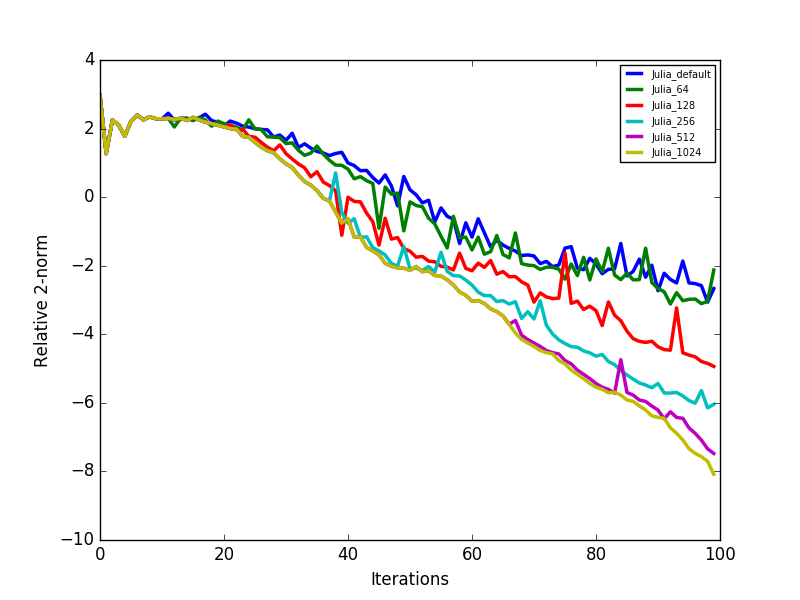 4
2
0
−2
−4
−6
−8
−10
Relative 2-norm
0 20 40 60 80 100
Iterations
Julia_default
Julia_64
Julia_128
Julia_256
Julia_512
Julia_1024